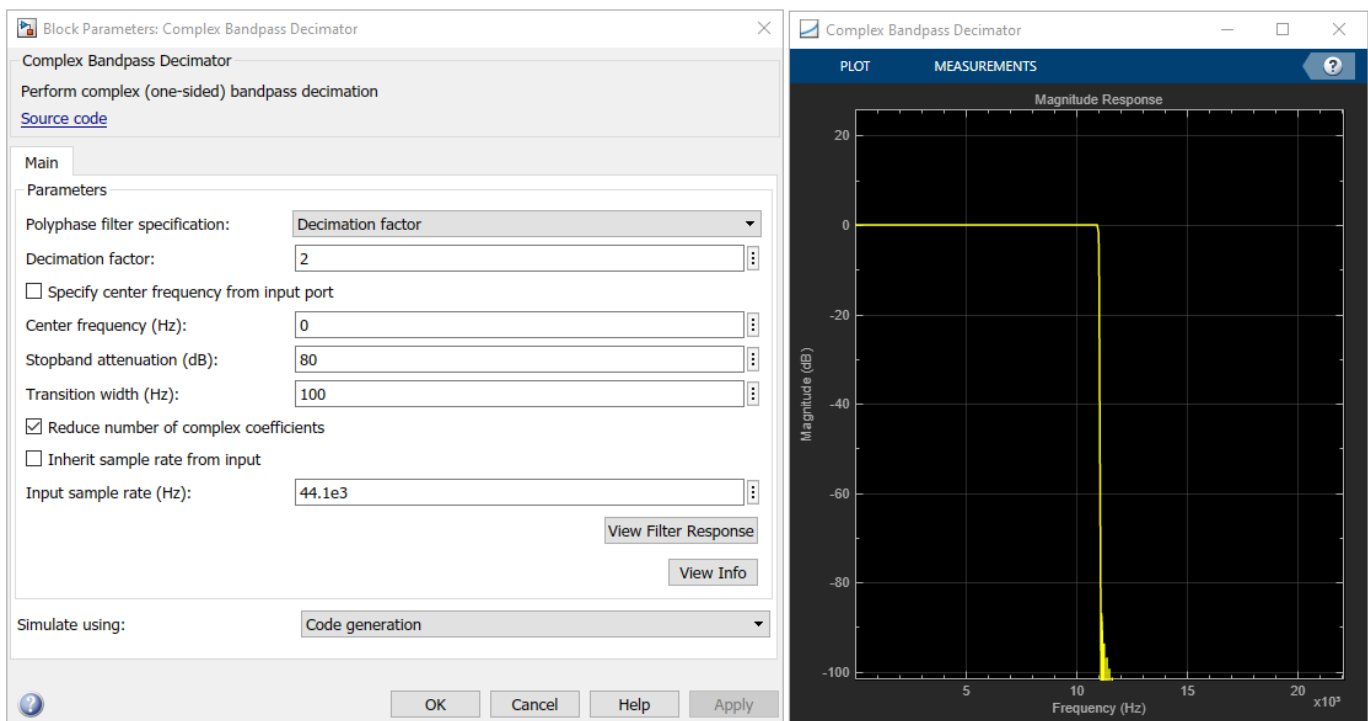 Block Parameters: Complex Bandpass Decimator
Complex Bandpass Decimator
Perform complex (one-sided) bandpass decimation
Source code
Main
Parameters
Polyphase filter specification: Decimation factor
Decimation factor: 2
Specify center frequency from input port
Center frequency (Hz): 0
Stopband attenuation (dB): 80
Transition width (Hz): 100
Reduce number of complex coefficients
Inherit sample rate from input
Input sample rate (Hz): 44.1e3
View Filter Response
View Info
Simulate using: Code generation
OK Cancel Help Apply
Complex Bandpass Decimator
PLOT MEASUREMENTS ?
Magnitude Response
20
0
-20
-40
-60
-80
-100
Magnitude (dB)
5 10 15 20 x10³
Frequency (Hz)